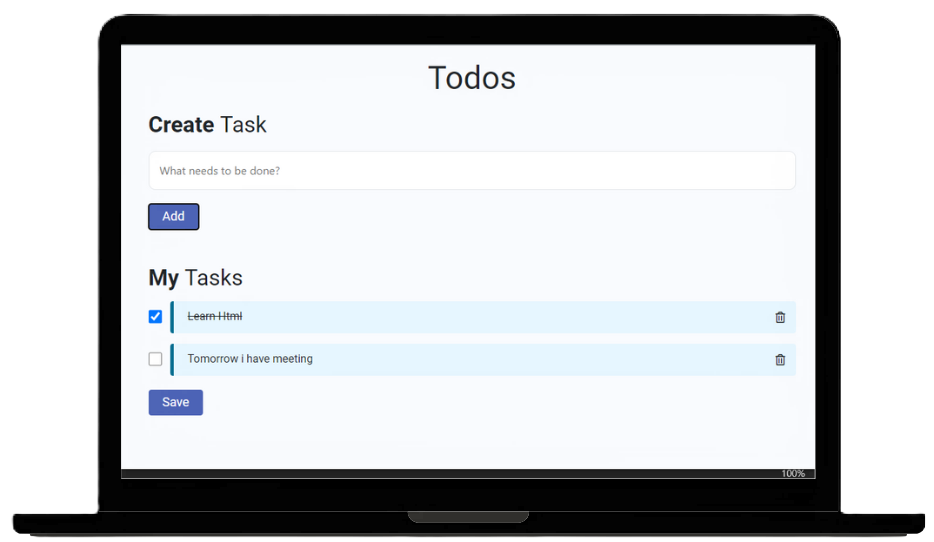 Todos
Create Task
What needs to be done?
Add
My Tasks
Learn Html
Tomorrow i have meeting
Save
100%